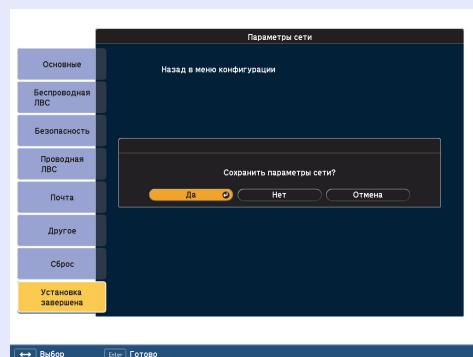 Параметры сети
Основные
Назад в меню конфигурации
Беспроводная
ЛВС
Безопасность
Проводная
ЛВС
Сохранить параметры сети?
Да
Нет
Отмена
Почта
Другое
Сброс
Установка
завершена
Выбор
Enter Готово